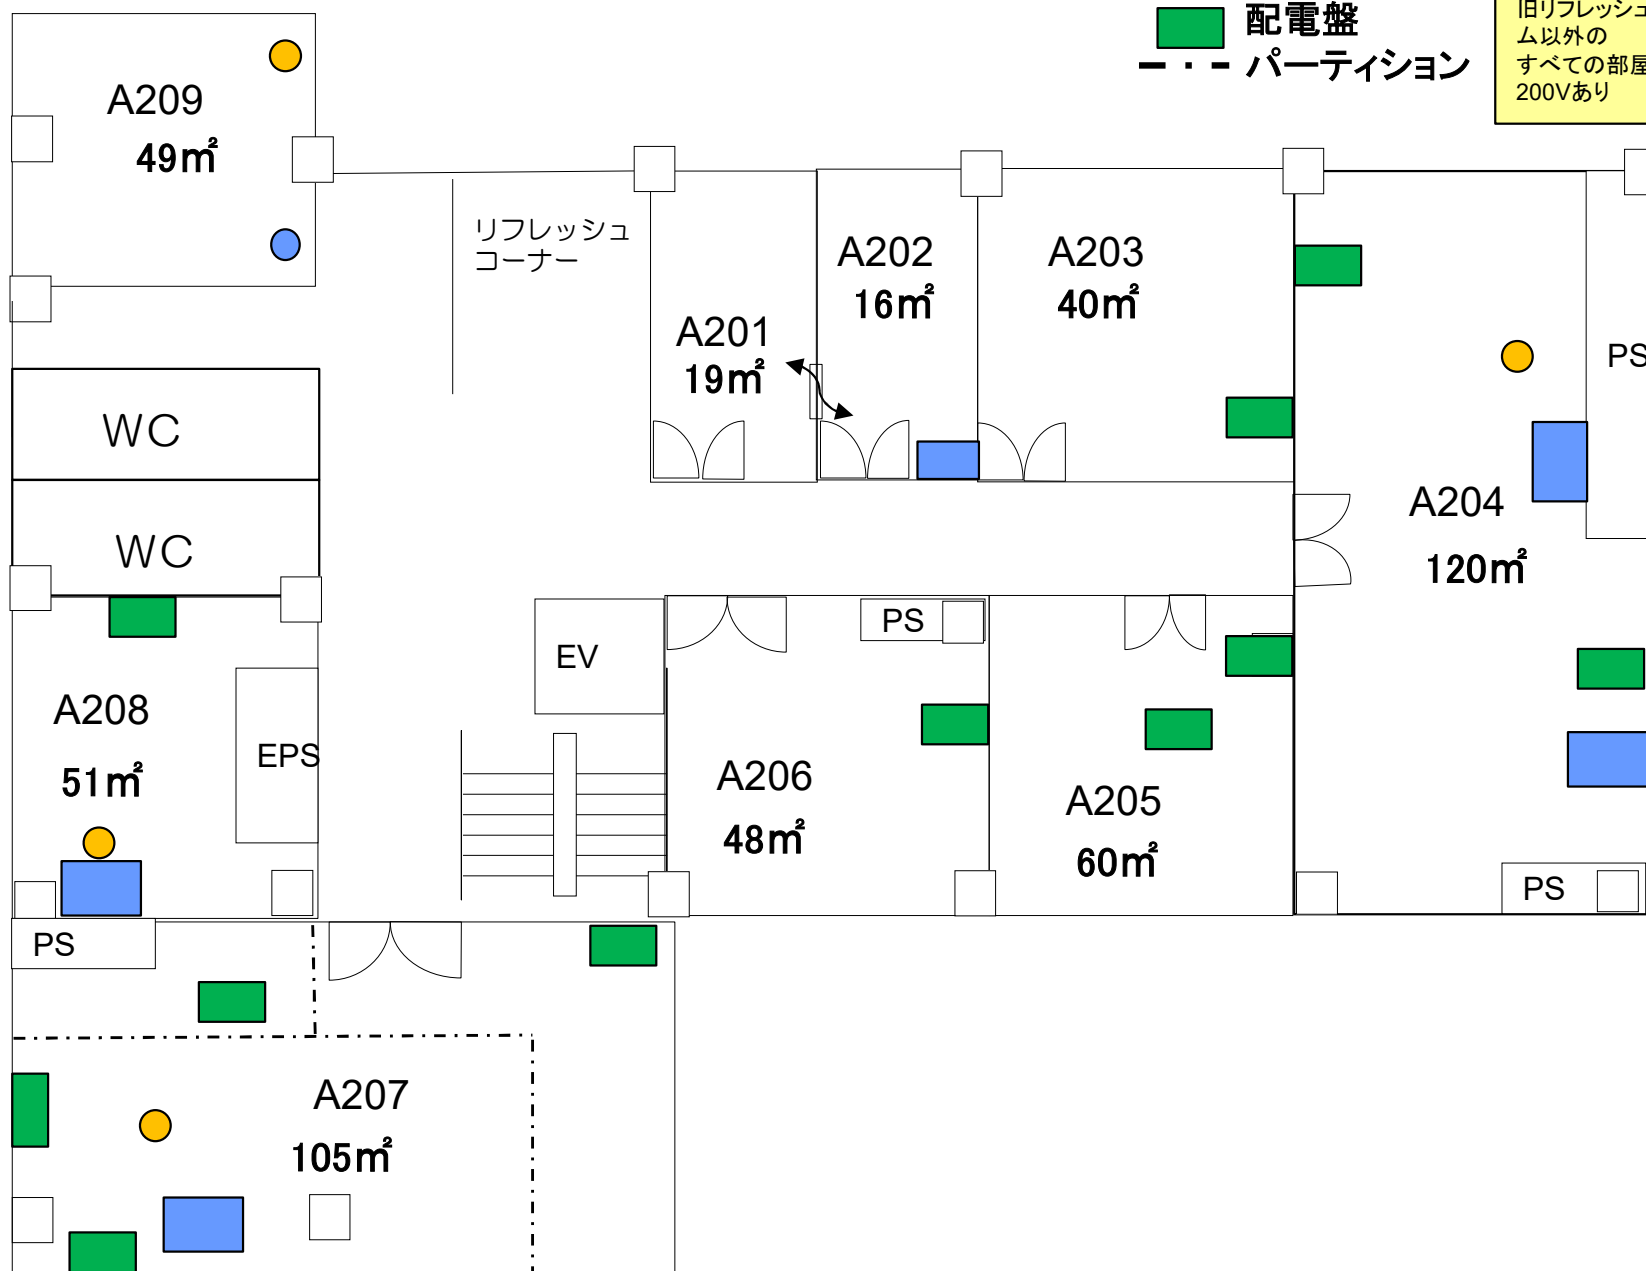 配電盤
パーティション
旧リフレッシュ
ム以外の
すべての部屋
200Vあり
A209
49㎡
リフレッシュ
コーナー
A201
19㎡
A202
16㎡
A203
40㎡
PS
A204
120㎡
WC
WC
EV
PS
A208
51㎡
EPS
A206
48㎡
A205
60㎡
PS
PS
A207
105㎡